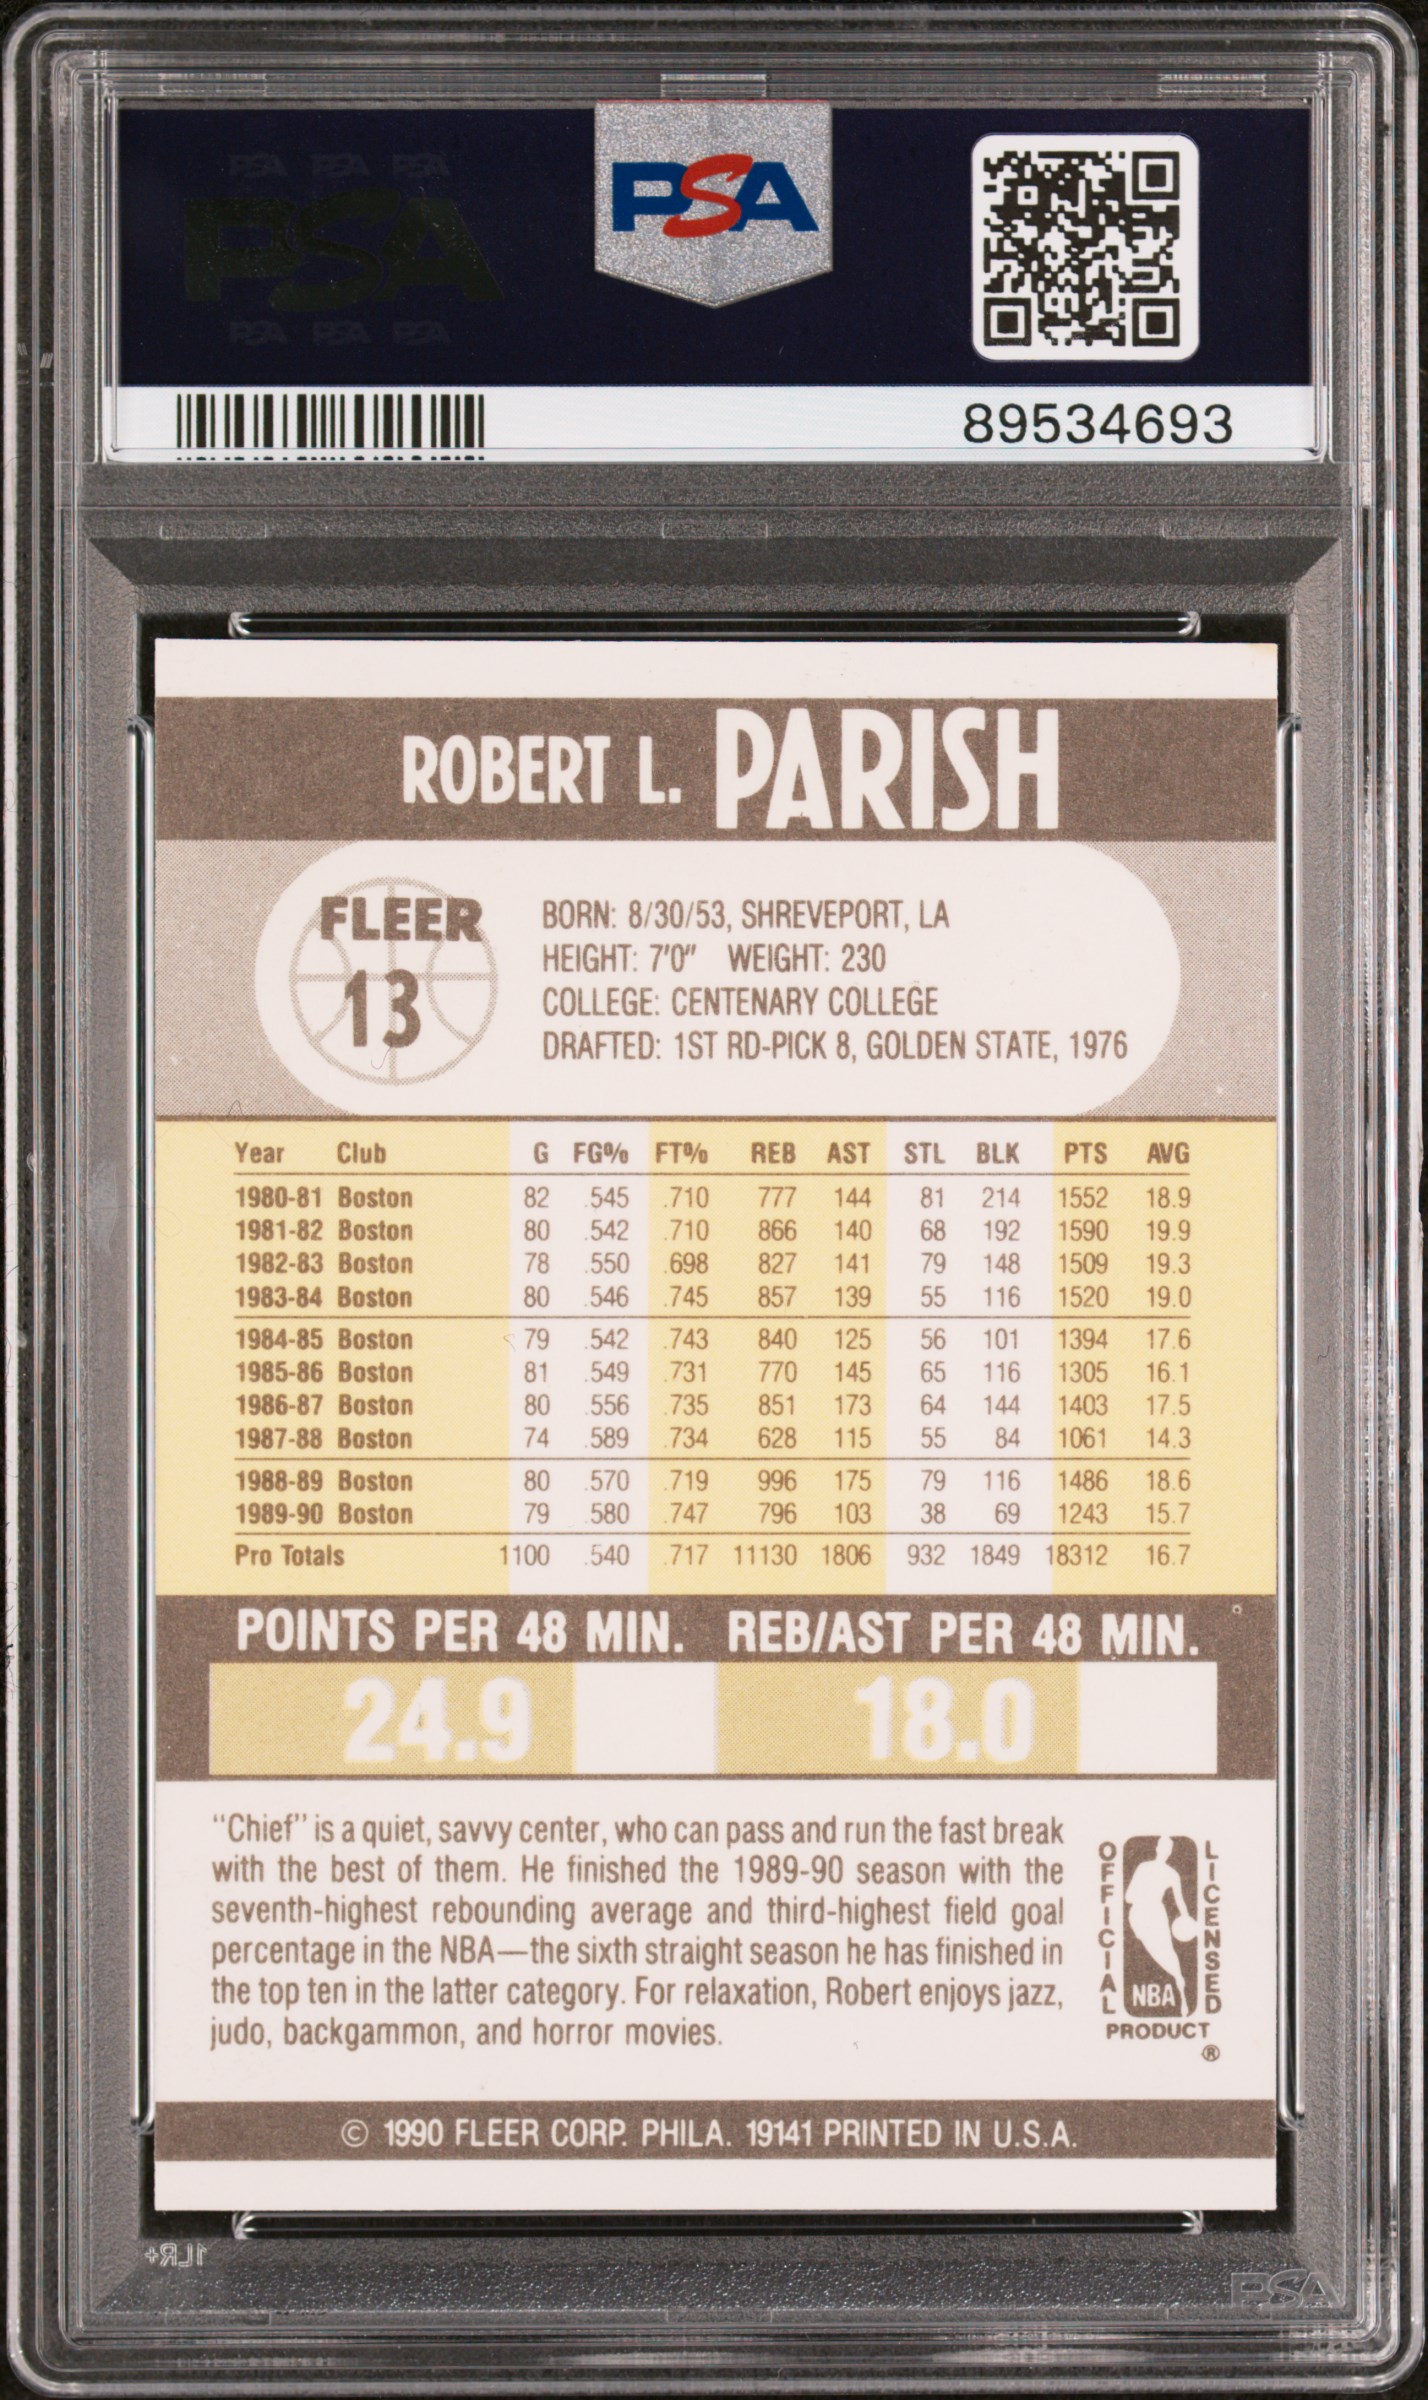 PSA PSA PSA
PSA
PSA PSA PSA
PSA
89534693
ROBERT L. PARISH
FLEER
13
BORN: 8/30/53, SHREVEPORT, LA
HEIGHT: 7'0" WEIGHT: 230
COLLEGE: CENTENARY COLLEGE
DRAFTED: 1ST RD-PICK 8, GOLDEN STATE, 1976
Year Club G FG% FT% REB AST STL BLK PTS AVG
1980-81 Boston 82 .545 .710 777 144 81 214 1552 18.9
1981-82 Boston 80 .542 .710 866 140 68 192 1590 19.9
1982-83 Boston 78 .550 .698 827 141 79 148 1509 19.3
1983-84 Boston 80 .546 .745 857 139 55 116 1520 19.0
1984-85 Boston 79 .542 .743 840 125 56 101 1394 17.6
1985-86 Boston 81 .549 .731 770 145 65 116 1305 16.1
1986-87 Boston 80 .556 .735 851 173 64 144 1403 17.5
1987-88 Boston 74 .589 .734 628 115 55 84 1061 14.3
1988-89 Boston 80 .570 .719 996 175 79 116 1486 18.6
1989-90 Boston 79 .580 .747 796 103 38 69 1243 15.7
Pro Totals 1100 .540 .717 11130 1806 932 1849 18312 16.7
POINTS PER 48 MIN. REB/AST PER 48 MIN.
24.9 18.0
"Chief" is a quiet, savvy center, who can pass and run the fast break
with the best of them. He finished the 1989-90 season with the
seventh-highest rebounding average and third-highest field goal
percentage in the NBA—the sixth straight season he has finished in
the top ten in the latter category. For relaxation, Robert enjoys jazz,
judo, backgammon, and horror movies.
OFFICIAL
LICENSED
NBA
PRODUCT
®
© 1990 FLEER CORP. PHILA. 19141 PRINTED IN U.S.A.
1LR+
PSA